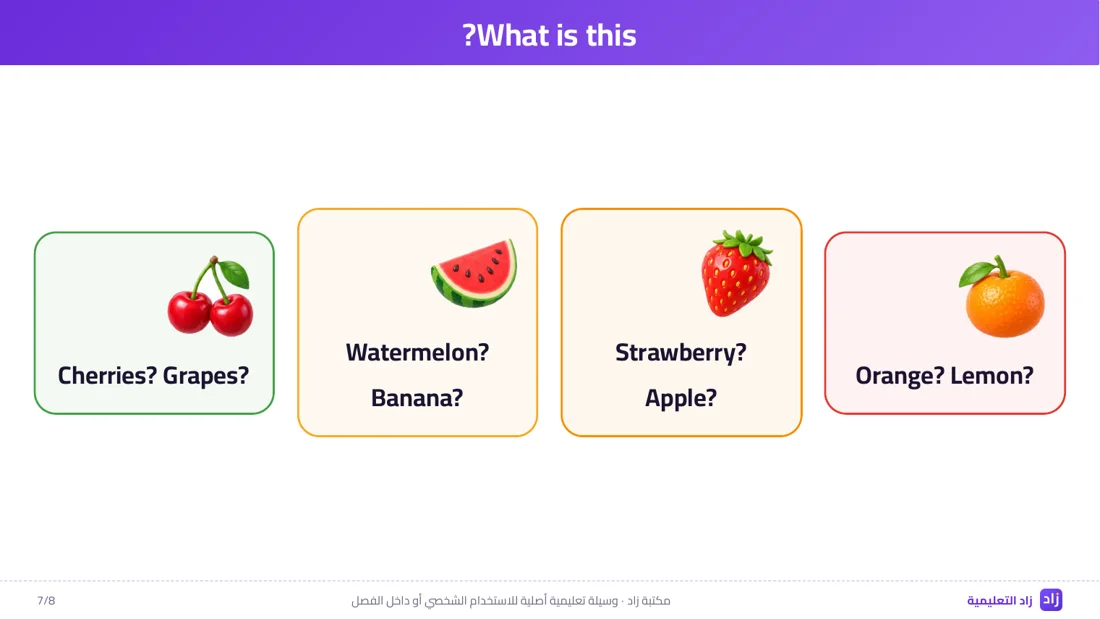 ?What is this
Cherries? Grapes?
Watermelon?
Banana?
Strawberry?
Apple?
Orange? Lemon?
7/8
مكتبة زاد · وسيلة تعليمية أصلية للاستخدام الشخصي أو داخل الفصل
زاد التعليمية
زاد